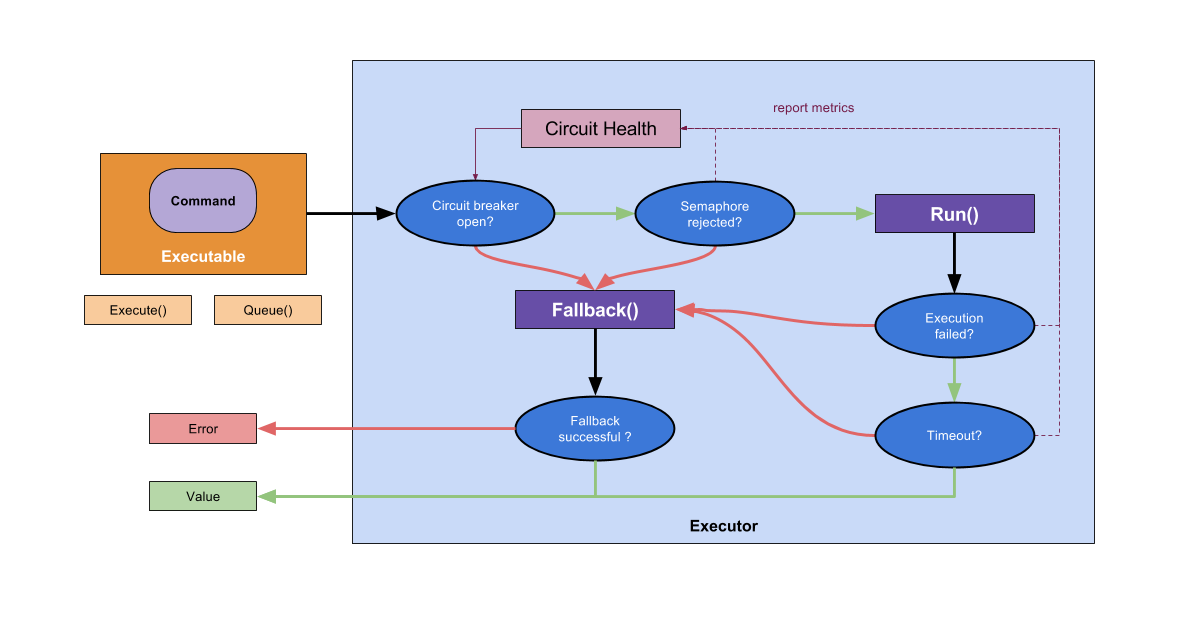 report metrics
Circuit Health
Command
Executable
Execute()
Queue()
Circuit breaker
open?
Semaphore
rejected?
Run()
Fallback()
Execution
failed?
Fallback
successful ?
Timeout?
Error
Value
Executor